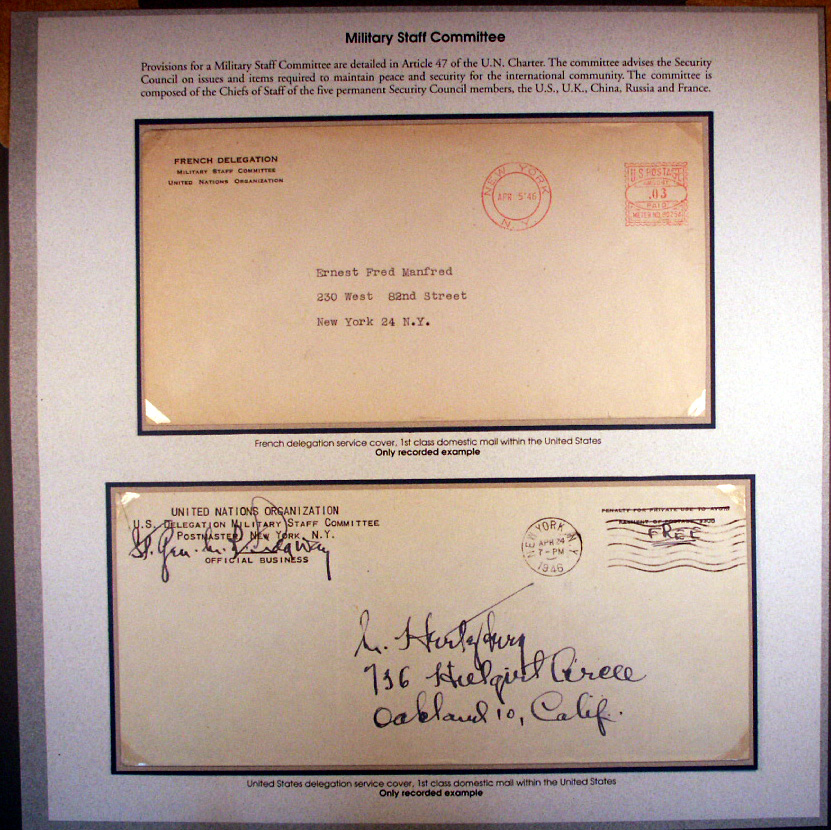 Military Staff Committee
Provisions for a Military Staff Committee are detailed in Article 47 of the U.N. Charter. The committee advises the Security
Council on issues and items required to maintain peace and security for the international community. The committee is
composed of the Chiefs of Staff of the five permanent Security Council members, the U.S., U.K., China, Russia and France.
FRENCH DELEGATION
MILITARY STAFF COMMITTEE
UNITED NATIONS ORGANIZATION
NEW YORK
APR 5'46
N.Y.
U.S. POSTAGE
.03
PAID
METER NO.
Ernest Fred Manfred
230 West 82nd Street
New York 24 N.Y.
French delegation service cover, 1st class domestic mail within the United States
Only recorded example
UNITED NATIONS ORGANIZATION
U.S. DELEGATION MILITARY STAFF COMMITTEE
POSTMASTER, NEW YORK, N.Y.
Lt. Gen. M. B. Ridgway
OFFICIAL BUSINESS
NEW YORK, N.Y.
APR 24
7-PM
1946
PENALTY FOR PRIVATE USE TO AVOID
PAYMENT OF POSTAGE $300
FREE
M.
Circle
Oakland 10, Calif.
United States delegation service cover, 1st class domestic mail within the United States
Only recorded example